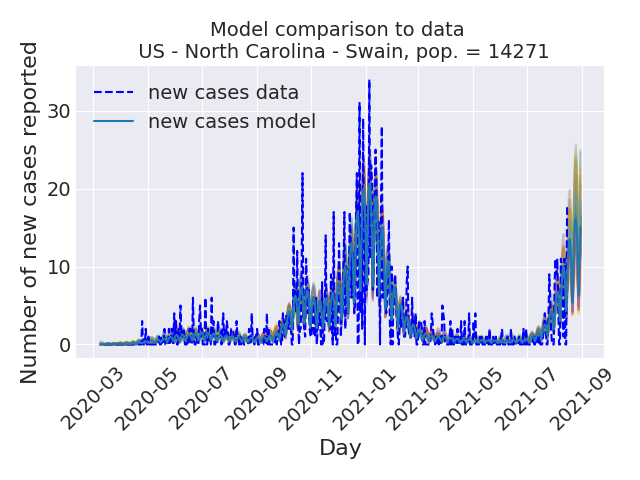 Model comparison to data
US - North Carolina - Swain, pop. = 14271
Number of new cases reported
30
20
10
0
new cases data
new cases model
2020-03
2020-05
2020-07
2020-09
2020-11
2021-01
2021-03
2021-05
2021-07
2021-09
Day